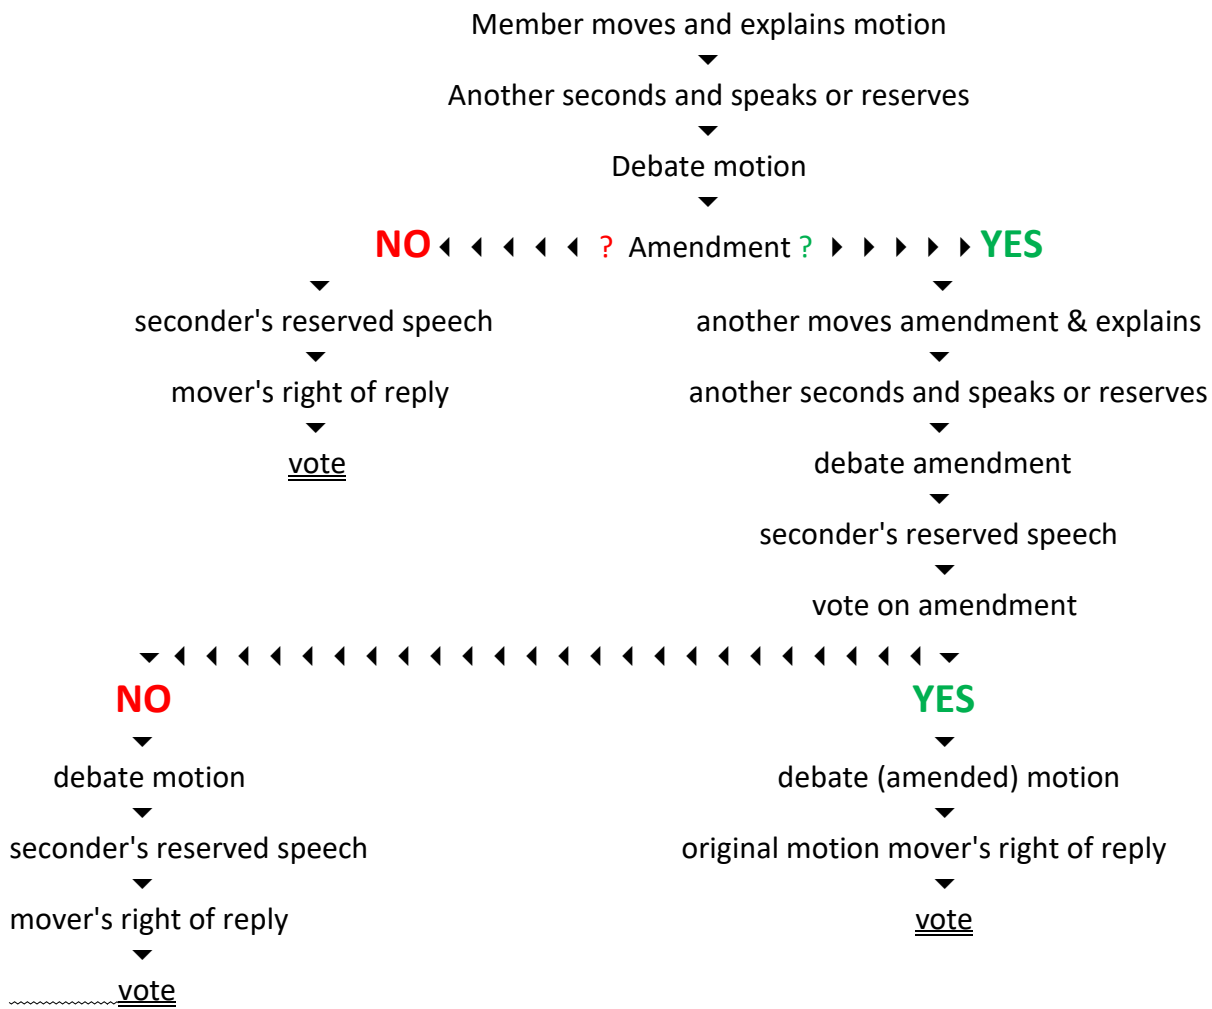 Member moves and explains motion
Another seconds and speaks or reserves
Debate motion
NO ? Amendment ? YES
seconder's reserved speech
mover's right of reply
vote
another moves amendment & explains
another seconds and speaks or reserves
debate amendment
seconder's reserved speech
vote on amendment
NO
debate motion
seconder's reserved speech
mover's right of reply
vote
YES
debate (amended) motion
original motion mover's right of reply
vote